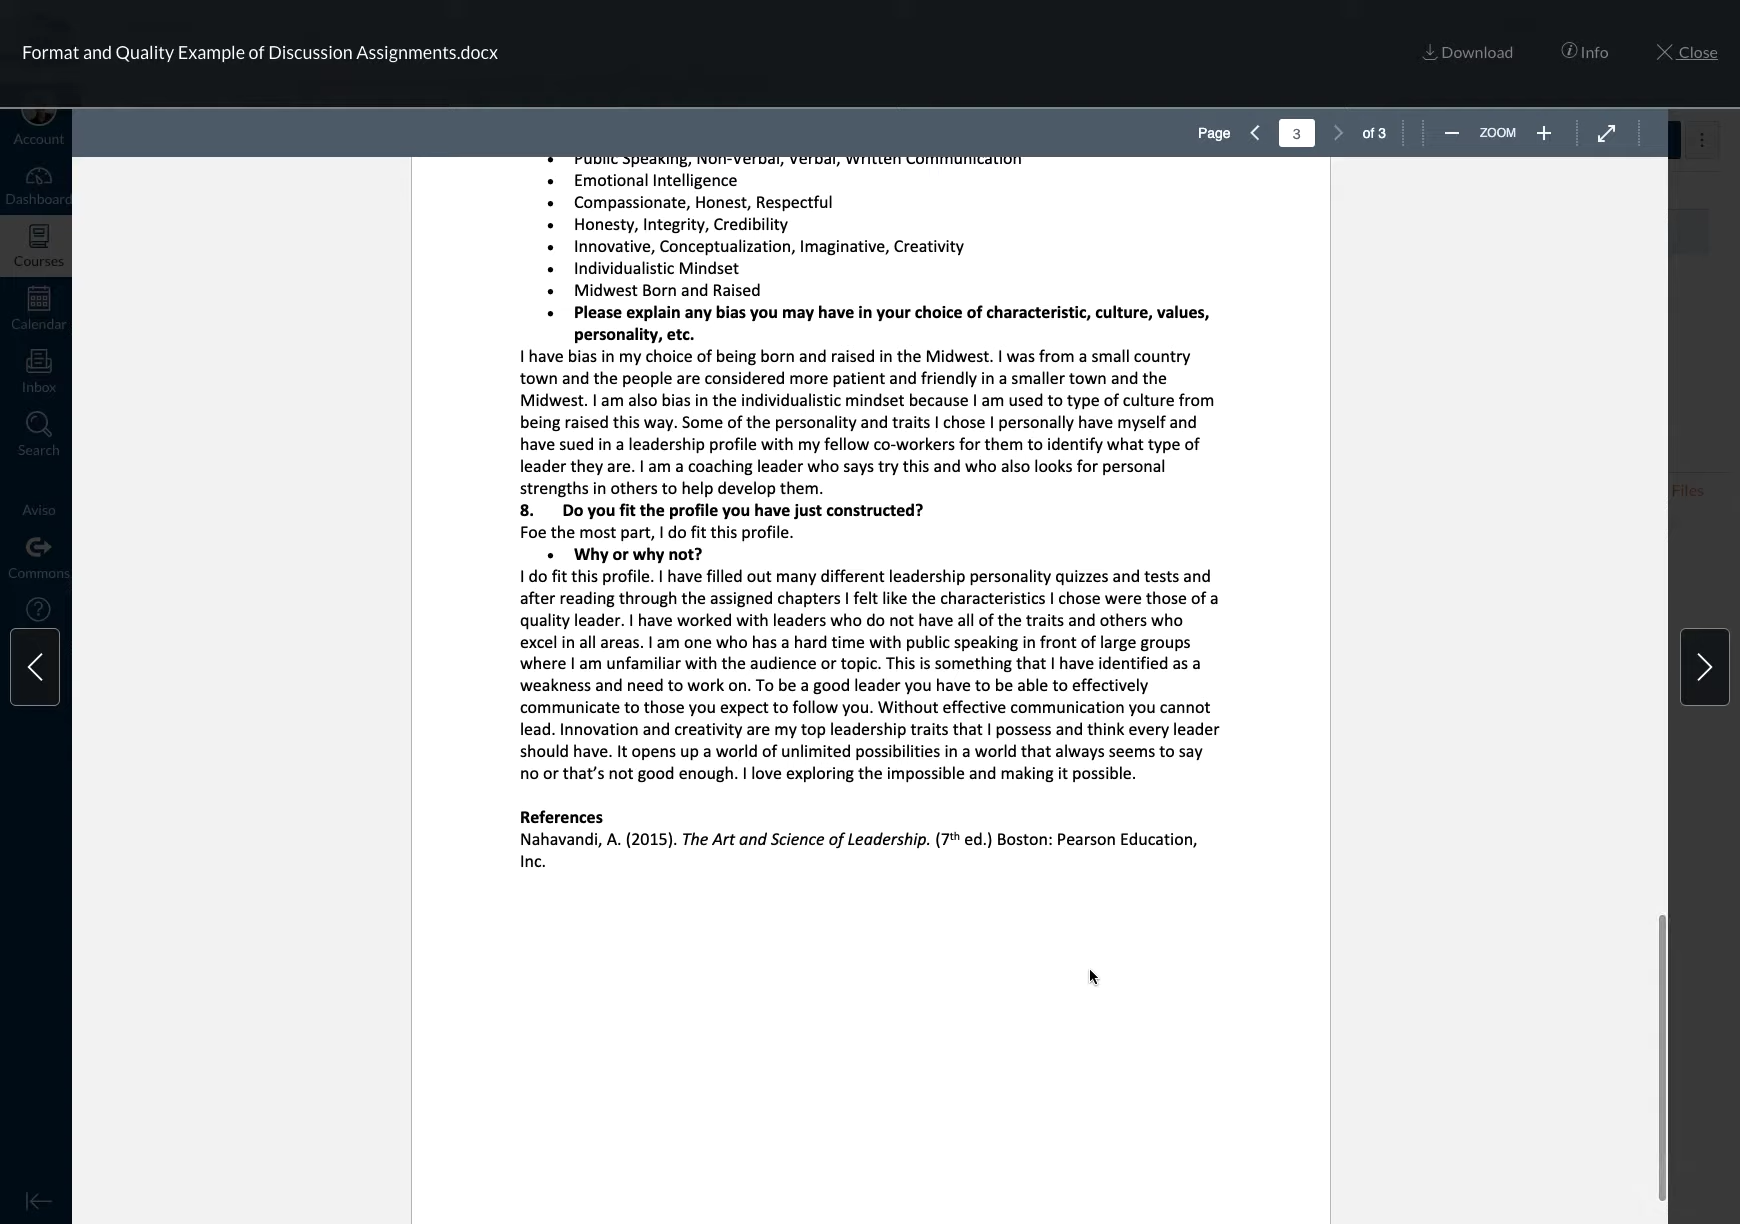 Format and Quality Example of Discussion Assignments.docx
Download
Info
Close
Account
Dashboard
Courses
Calendar
Inbox
Search
Aviso
Commons
Page
3
of 3
ZOOM
Files
• Public Speaking, Non-Verbal, Verbal, Written Communication
• Emotional Intelligence
• Compassionate, Honest, Respectful
• Honesty, Integrity, Credibility
• Innovative, Conceptualization, Imaginative, Creativity
• Individualistic Mindset
• Midwest Born and Raised
• Please explain any bias you may have in your choice of characteristic, culture, values,
personality, etc.
I have bias in my choice of being born and raised in the Midwest. I was from a small country
town and the people are considered more patient and friendly in a smaller town and the
Midwest. I am also bias in the individualistic mindset because I am used to type of culture from
being raised this way. Some of the personality and traits I chose I personally have myself and
have sued in a leadership profile with my fellow co-workers for them to identify what type of
leader they are. I am a coaching leader who says try this and who also looks for personal
strengths in others to help develop them.
8. Do you fit the profile you have just constructed?
Foe the most part, I do fit this profile.
• Why or why not?
I do fit this profile. I have filled out many different leadership personality quizzes and tests and
after reading through the assigned chapters I felt like the characteristics I chose were those of a
quality leader. I have worked with leaders who do not have all of the traits and others who
excel in all areas. I am one who has a hard time with public speaking in front of large groups
where I am unfamiliar with the audience or topic. This is something that I have identified as a
weakness and need to work on. To be a good leader you have to be able to effectively
communicate to those you expect to follow you. Without effective communication you cannot
lead. Innovation and creativity are my top leadership traits that I possess and think every leader
should have. It opens up a world of unlimited possibilities in a world that always seems to say
no or that’s not good enough. I love exploring the impossible and making it possible.
References
Nahavandi, A. (2015). The Art and Science of Leadership. (7th ed.) Boston: Pearson Education,
Inc.